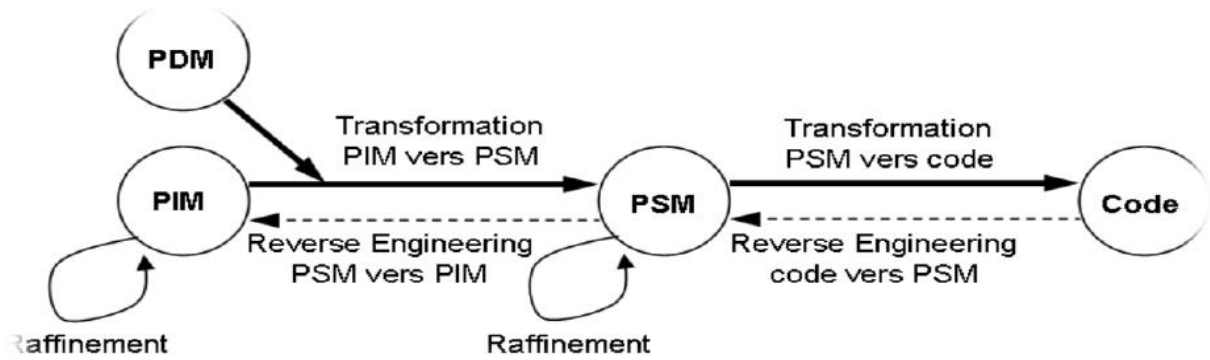 PDM
Transformation
PIM vers PSM
Transformation
PSM vers code
PIM
PSM
Code
Reverse Engineering
PSM vers PIM
Reverse Engineering
code vers PSM
Raffinement
Raffinement